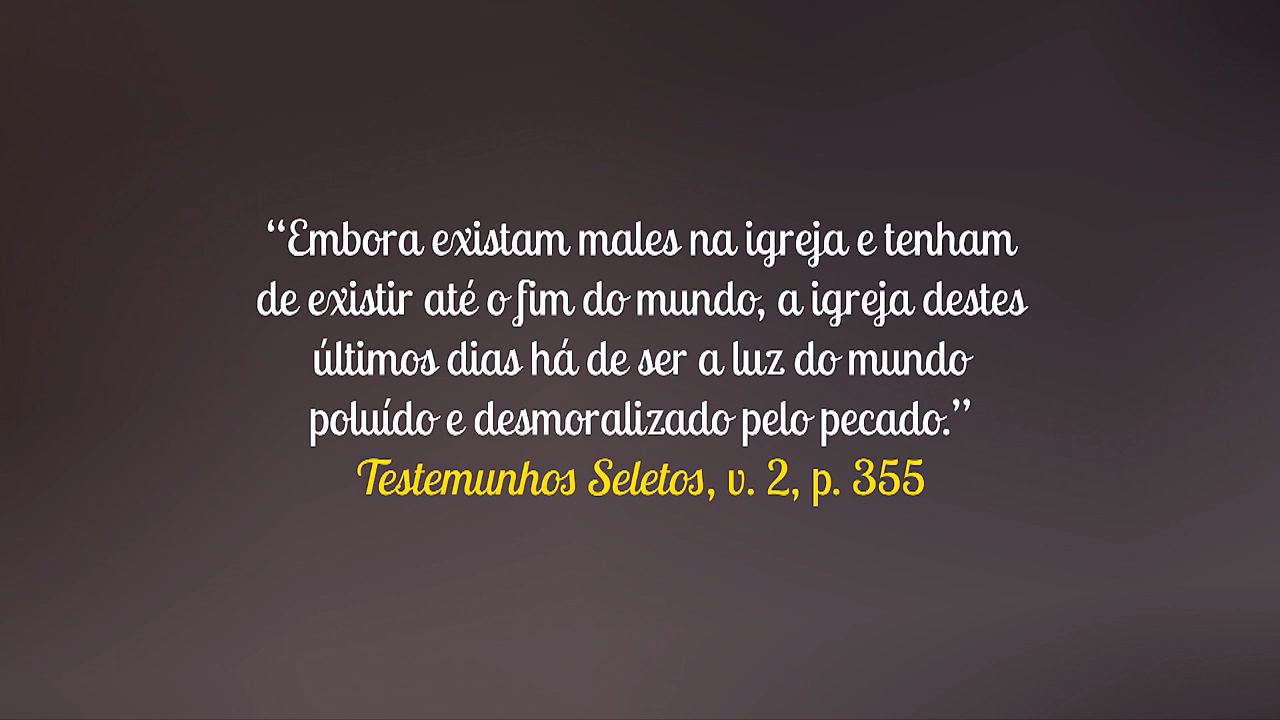 “Embora existam males na igreja e tenham
de existir até o fim do mundo, a igreja destes
últimos dias há de ser a luz do mundo
poluído e desmoralizado pelo pecado.”
Testemunhos Seletos, v. 2, p. 355